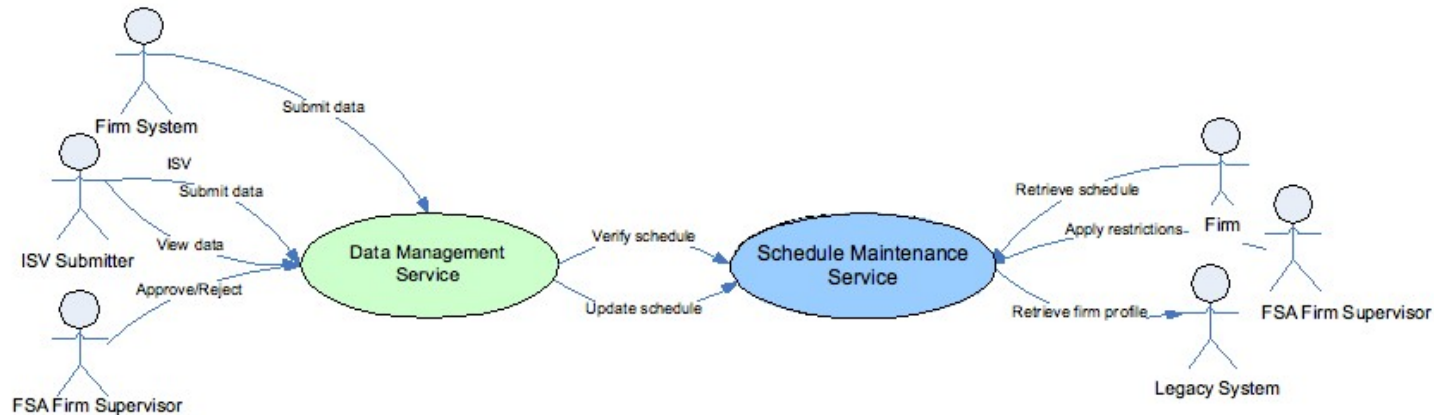 Firm System
Submit data
ISV
Submit data
View data
ISV Submitter
Approve/Reject
FSA Firm Supervisor
Data Management
Service
Verify schedule
Update schedule
Schedule Maintenance
Service
Retrieve schedule
Firm
Apply restrictions
FSA Firm Supervisor
Retrieve firm profile
Legacy System